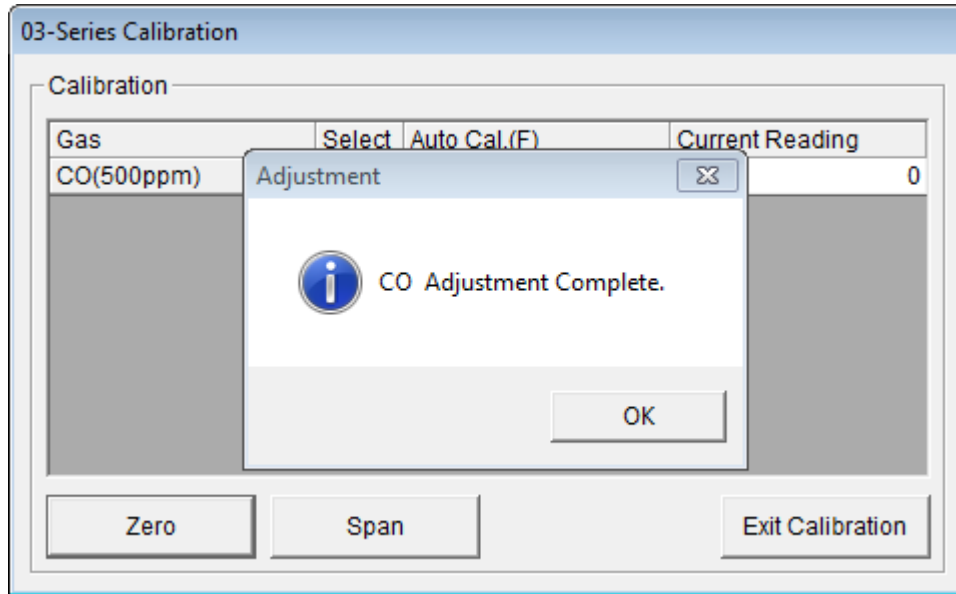 03-Series Calibration
Calibration
Gas Select Auto Cal.(F) Current Reading
CO(500ppm) 0
Adjustment
CO Adjustment Complete.
OK
Zero Span Exit Calibration